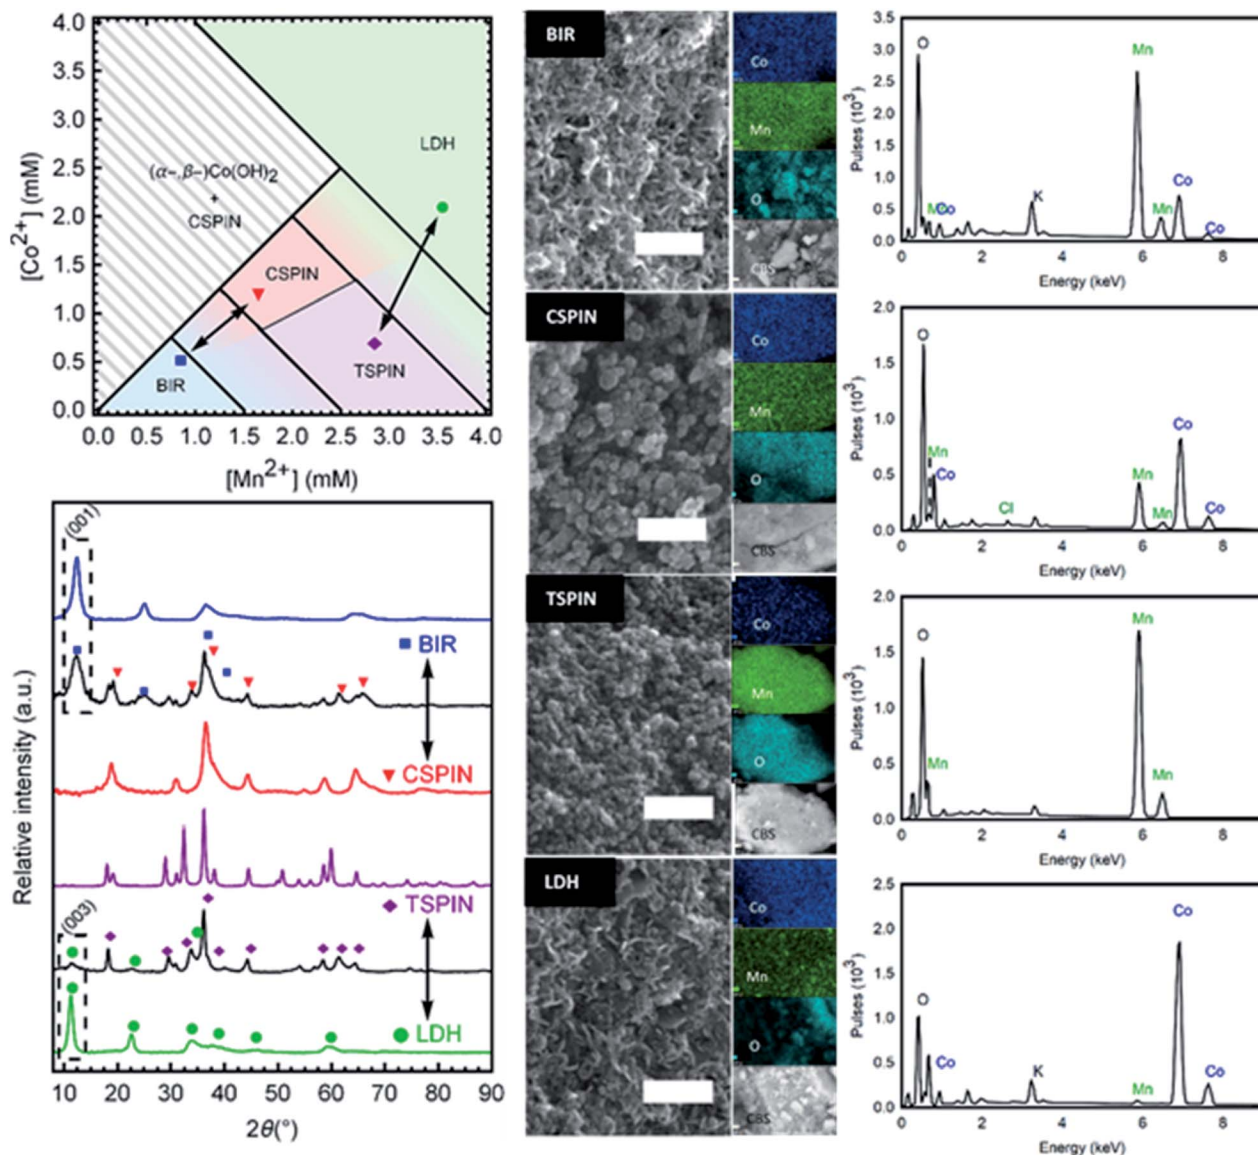 4.0
3.5
3.0
2.5
2.0
1.5
1.0
0.5
0.0
[Co2+] (mM)
LDH
(α-,β-)Co(OH)2
+
CSPIN
CSPIN
BIR
TSPIN
0.0 0.5 1.0 1.5 2.0 2.5 3.0 3.5 4.0
[Mn2+] (mM)
Relative intensity (a.u.)
(001)
BIR
CSPIN
TSPIN
(003)
LDH
10 20 30 40 50 60 70 80 90
2θ(°)
BIR
Co
Mn
O
CBS
CSPIN
Co
Mn
O
CBS
TSPIN
Co
Mn
O
CBS
LDH
Co
Mn
O
CBS
Pulses (10^3)
3.5
3.0
2.5
2.0
1.5
1.0
0.5
0.0
O
Mn
Co
K
Mn
Mn
Co
Co
0 2 4 6 8
Energy (keV)
Pulses (10^3)
2.0
1.5
1.0
0.5
0.0
O
Mn
Co
Cl
Mn
Mn
Co
Co
0 2 4 6 8
Energy (keV)
Pulses (10^3)
2.0
1.5
1.0
0.5
0.0
O
Mn
Mn
Mn
0 2 4 6 8
Energy (keV)
Pulses (10^3)
2.5
2.0
1.5
1.0
0.5
0.0
O
Co
K
Mn
Co
Co
0 2 4 6 8
Energy (keV)